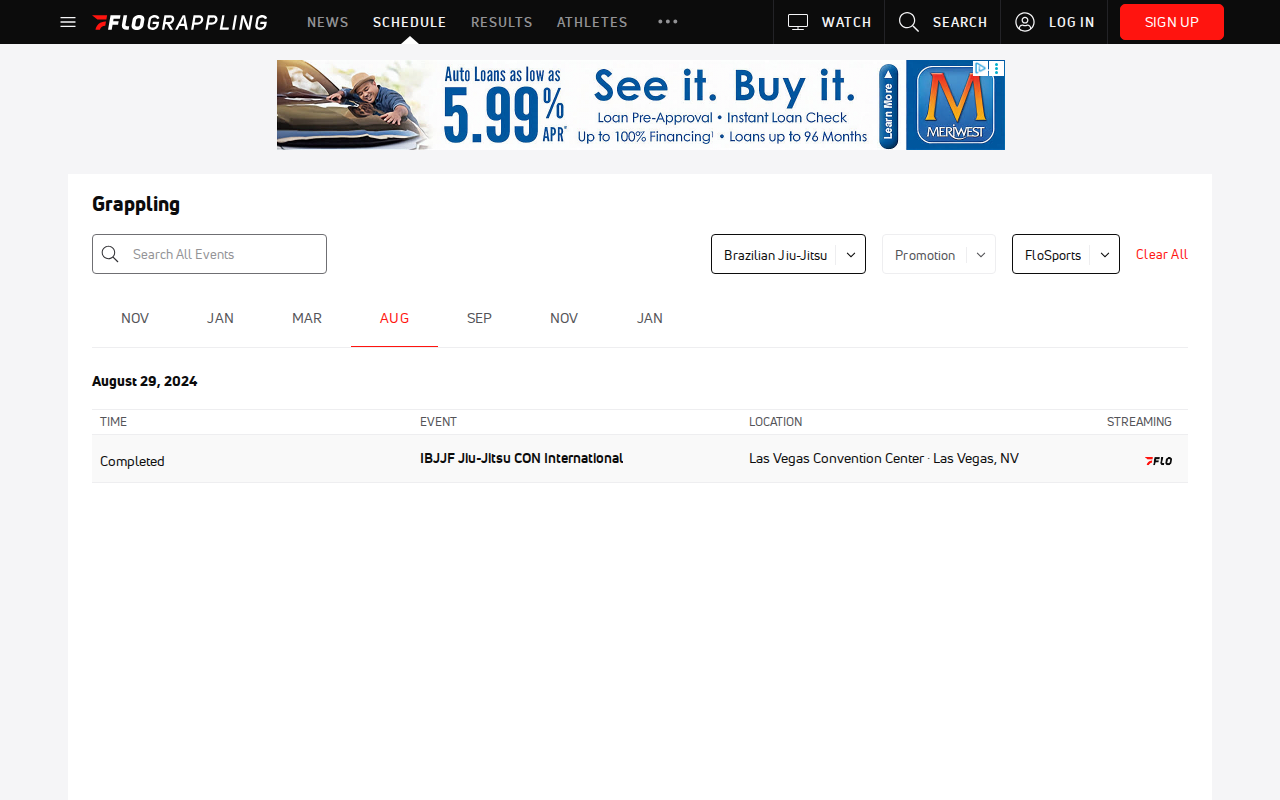 FLOGRAPPLING NEWS SCHEDULE RESULTS ATHLETES ••• WATCH SEARCH LOG IN SIGN UP
Auto Loans as low as
5.99% APR*
See it. Buy it.
Loan Pre-Approval • Instant Loan Check
Up to 100% Financing¹ • Loans up to 96 Months
Learn More
MERIWEST
Grappling
Search All Events Brazilian Jiu-Jitsu Promotion FloSports Clear All
NOV JAN MAR AUG SEP NOV JAN
August 29, 2024
TIME EVENT LOCATION STREAMING
Completed IBJJF Jiu-Jitsu CON International Las Vegas Convention Center · Las Vegas, NV FLO